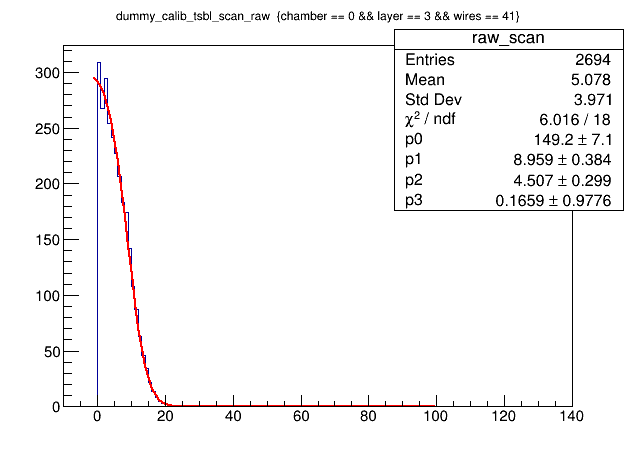 dummy_calib_tsbl_scan_raw {chamber == 0 && layer == 3 && wires == 41}
raw_scan
Entries 2694
Mean 5.078
Std Dev 3.971
χ² / ndf 6.016 / 18
p0 149.2 ± 7.1
p1 8.959 ± 0.384
p2 4.507 ± 0.299
p3 0.1659 ± 0.9776
300
250
200
150
100
50
0
0 20 40 60 80 100 120 140